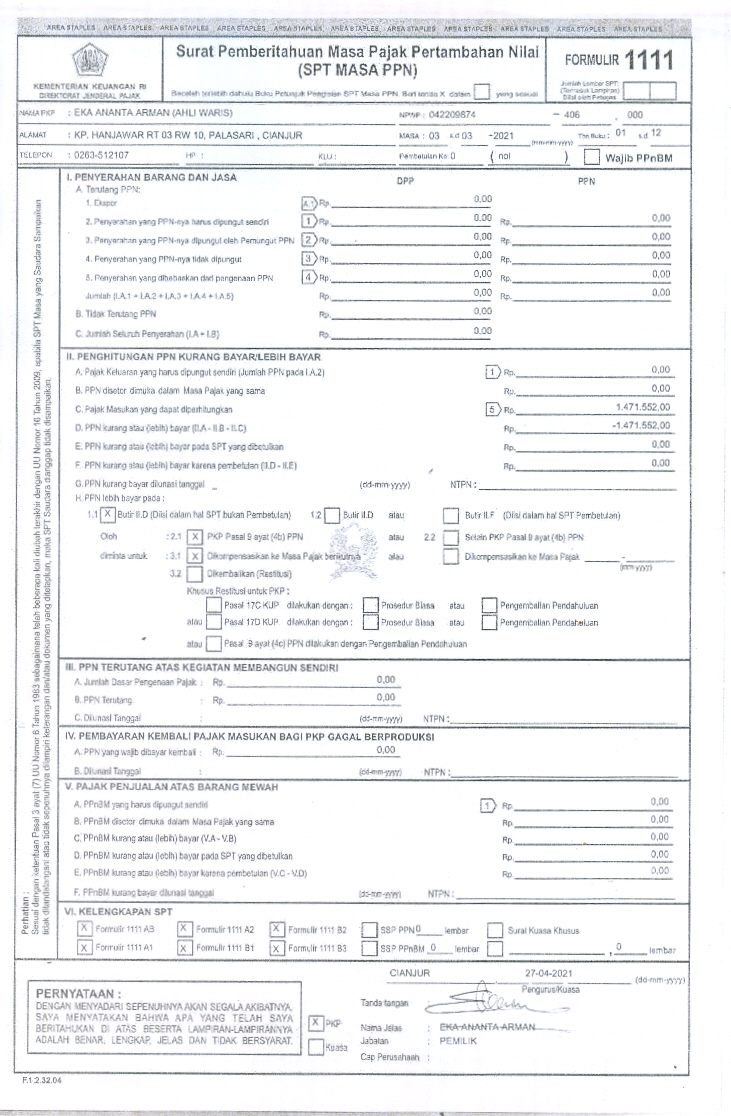 AREA STAPLES AREA STAPLES AREA STAPLES AREA STAPLES AREA STAPLES AREA STAPLES AREA STAPLES AREA STAPLES AREA STAPLES AREA STAPLES AREA STAPLES
KEMENTERIAN KEUANGAN RI
DIREKTORAT JENDERAL PAJAK
Surat Pemberitahuan Masa Pajak Pertambahan Nilai
(SPT MASA PPN)
Bacalah terlebih dahulu Buku Petunjuk Pengisian SPT Masa PPN. Beri tanda X dalam yang sesuai
FORMULIR 1111
Jumlah Lembar SPT:
(Termasuk Lampiran)
Diisi oleh Petugas
NAMA PKP : EKA ANANTA ARMAN (AHLI WARIS) NPWP : 042209874 - 406 . 000
ALAMAT : KP. HANJAWAR RT 03 RW 10, PALASARI , CIANJUR MASA : 03 s.d 03 -2021 (mm-mm-yyyy) Thn Buku : 01 s.d 12
TELEPON : 0263-512107 HP : KLU : Pembetulan Ke: 0 ( nol ) Wajib PPnBM
I. PENYERAHAN BARANG DAN JASA DPP PPN
A. Terutang PPN:
1. Ekspor A.1 Rp. 0,00
2. Penyerahan yang PPN-nya harus dipungut sendiri 1 Rp. 0,00 Rp. 0,00
3. Penyerahan yang PPN-nya dipungut oleh Pemungut PPN 2 Rp. 0,00 Rp. 0,00
4. Penyerahan yang PPN-nya tidak dipungut 3 Rp. 0,00 Rp. 0,00
5. Penyerahan yang dibebaskan dari pengenaan PPN 4 Rp. 0,00 Rp. 0,00
Jumlah (I.A.1 + I.A.2 + I.A.3 + I.A.4 + I.A.5) Rp. 0,00 Rp. 0,00
B. Tidak Terutang PPN Rp. 0,00
C. Jumlah Seluruh Penyerahan (I.A + I.B) Rp. 0,00
II. PENGHITUNGAN PPN KURANG BAYAR/LEBIH BAYAR
A. Pajak Keluaran yang harus dipungut sendiri (Jumlah PPN pada I.A.2) 1 Rp. 0,00
B. PPN disetor dimuka dalam Masa Pajak yang sama Rp. 0,00
C. Pajak Masukan yang dapat diperhitungkan 5 Rp. 1.471.552,00
D. PPN kurang atau (lebih) bayar (II.A - II.B - II.C) Rp. -1.471.552,00
E. PPN kurang atau (lebih) bayar pada SPT yang dibetulkan Rp. 0,00
F. PPN kurang atau (lebih) bayar karena pembetulan (II.D - II.E) Rp. 0,00
G. PPN kurang bayar dilunasi tanggal (dd-mm-yyyy) NTPN :
H. PPN lebih bayar pada :
1.1 X Butir II.D (Diisi dalam hal SPT bukan Pembetulan) 1.2 Butir II.D atau Butir II.F (Diisi dalam hal SPT Pembetulan)
Oleh : 2.1 X PKP Pasal 9 ayat (4b) PPN atau 2.2 Selain PKP Pasal 9 ayat (4b) PPN
diminta untuk : 3.1 X Dikompensasikan ke Masa Pajak berikutnya atau Dikompensasikan ke Masa Pajak - (mm-yyyy)
3.2 Dikembalikan (Restitusi)
Khusus Restitusi untuk PKP :
Pasal 17C KUP dilakukan dengan : Prosedur Biasa atau Pengembalian Pendahuluan
atau Pasal 17D KUP dilakukan dengan : Prosedur Biasa atau Pengembalian Pendahuluan
atau Pasal 9 ayat (4c) PPN dilakukan dengan Pengembalian Pendahuluan
III. PPN TERUTANG ATAS KEGIATAN MEMBANGUN SENDIRI
A. Jumlah Dasar Pengenaan Pajak : Rp. 0,00
B. PPN Terutang : Rp. 0,00
C. Dilunasi Tanggal : (dd-mm-yyyy) NTPN :
IV. PEMBAYARAN KEMBALI PAJAK MASUKAN BAGI PKP GAGAL BERPRODUKSI
A. PPN yang wajib dibayar kembali : Rp. 0,00
B. Dilunasi Tanggal : (dd-mm-yyyy) NTPN :
V. PAJAK PENJUALAN ATAS BARANG MEWAH
A. PPnBM yang harus dipungut sendiri 1 Rp. 0,00
B. PPnBM disetor dimuka dalam Masa Pajak yang sama Rp. 0,00
C. PPnBM kurang atau (lebih) bayar (V.A - V.B) Rp. 0,00
D. PPnBM kurang atau (lebih) bayar pada SPT yang dibetulkan Rp. 0,00
E. PPnBM kurang atau (lebih) bayar karena pembetulan (V.C - V.D) Rp. 0,00
F. PPnBM kurang bayar dilunasi tanggal (dd-mm-yyyy) NTPN :
VI. KELENGKAPAN SPT
X Formulir 1111 AB X Formulir 1111 A2 X Formulir 1111 B2 SSP PPN 0 lembar Surat Kuasa Khusus
X Formulir 1111 A1 X Formulir 1111 B1 X Formulir 1111 B3 SSP PPnBM 0 lembar , 0 lembar
Perhatian :
Sesuai dengan ketentuan Pasal 3 ayat (7) UU Nomor 6 Tahun 1983 sebagaimana telah beberapa kali diubah terakhir dengan UU Nomor 16 Tahun 2009, apabila SPT Masa yang Saudara Sampaikan
tidak ditandatangani atau tidak sepenuhnya dilampiri keterangan dan/atau dokumen yang ditetapkan, maka SPT Saudara dianggap tidak disampaikan.
PERNYATAAN :
DENGAN MENYADARI SEPENUHNYA AKAN SEGALA AKIBATNYA,
SAYA MENYATAKAN BAHWA APA YANG TELAH SAYA
BERITAHUKAN DI ATAS BESERTA LAMPIRAN-LAMPIRANNYA
ADALAH BENAR, LENGKAP, JELAS DAN TIDAK BERSYARAT.
X PKP
Kuasa
CIANJUR 27-04-2021 (dd-mm-yyyy)
Pengurus/Kuasa
Tanda tangan
Nama Jelas : EKA ANANTA ARMAN
Jabatan : PEMILIK
Cap Perusahaan :
F.1.2.32.04